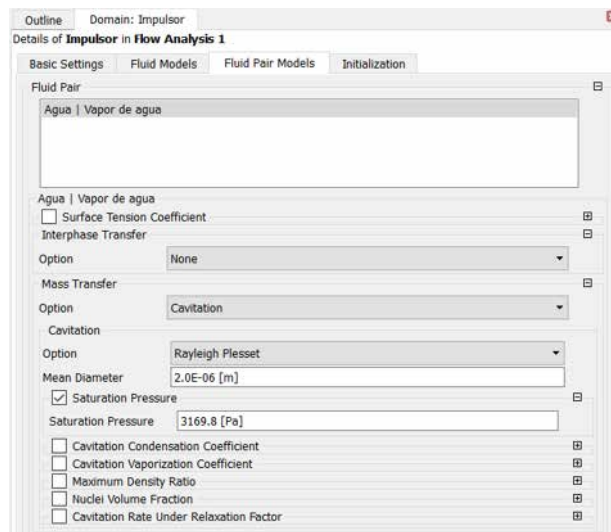 Outline Domain: Impulsor
Details of Impulsor in Flow Analysis 1
Basic Settings Fluid Models Fluid Pair Models Initialization
Fluid Pair
Agua | Vapor de agua
Agua | Vapor de agua
Surface Tension Coefficient
Interphase Transfer
Option None
Mass Transfer
Option Cavitation
Cavitation
Option Rayleigh Plesset
Mean Diameter 2.0E-06 [m]
Saturation Pressure
Saturation Pressure 3169.8 [Pa]
Cavitation Condensation Coefficient
Cavitation Vaporization Coefficient
Maximum Density Ratio
Nuclei Volume Fraction
Cavitation Rate Under Relaxation Factor